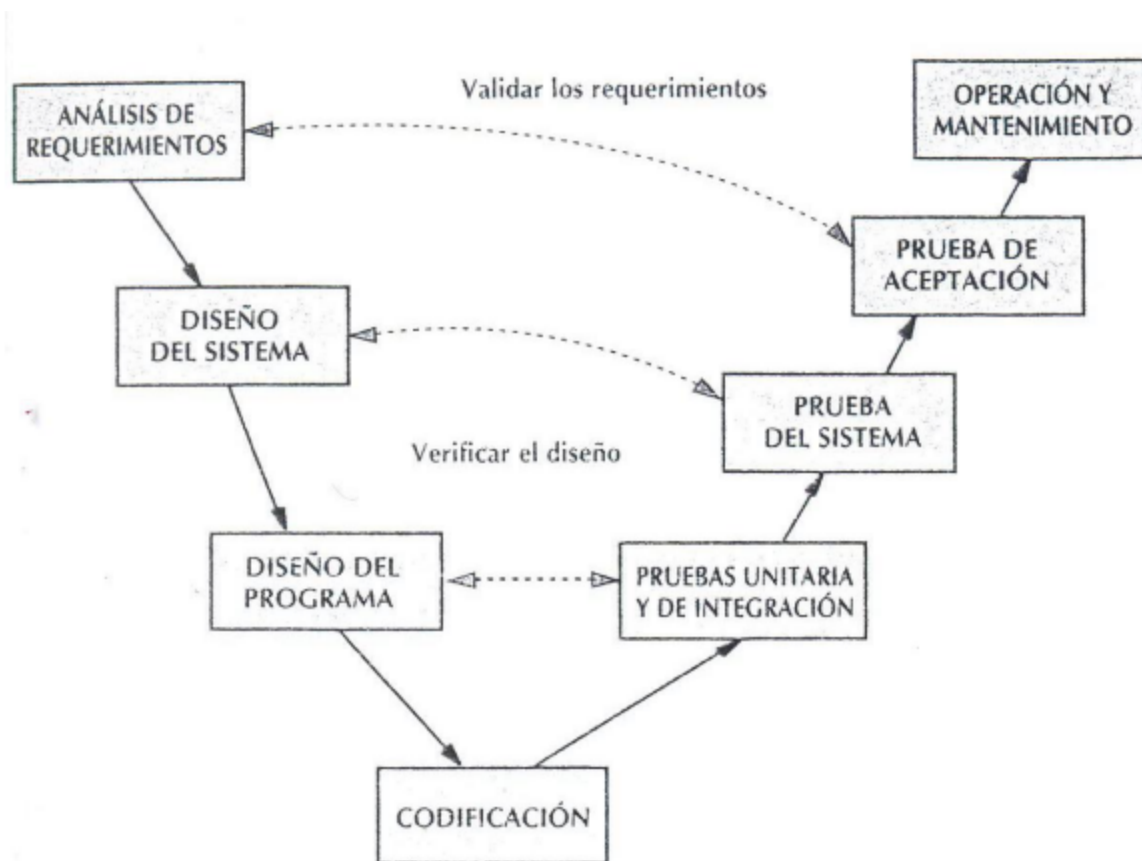 Validar los requerimientos
ANÁLISIS DE
REQUERIMIENTOS
OPERACIÓN Y
MANTENIMIENTO
PRUEBA DE
ACEPTACIÓN
DISEÑO
DEL SISTEMA
PRUEBA
DEL SISTEMA
Verificar el diseño
DISEÑO DEL
PROGRAMA
PRUEBAS UNITARIA
Y DE INTEGRACIÓN
CODIFICACIÓN